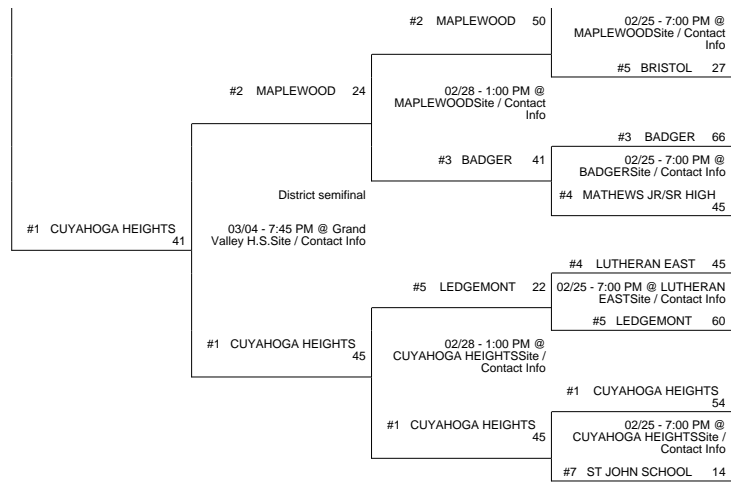 #2 MAPLEWOOD 50
02/25 - 7:00 PM @
MAPLEWOODSite / Contact
Info
#5 BRISTOL 27
#2 MAPLEWOOD 24
02/28 - 1:00 PM @
MAPLEWOODSite / Contact
Info
#3 BADGER 66
#3 BADGER 41
02/25 - 7:00 PM @
BADGERSite / Contact Info
#4 MATHEWS JR/SR HIGH
45
District semifinal
#1 CUYAHOGA HEIGHTS
41
03/04 - 7:45 PM @ Grand
Valley H.S.Site / Contact Info
#4 LUTHERAN EAST 45
#5 LEDGEMONT 22
02/25 - 7:00 PM @ LUTHERAN
EASTSite / Contact Info
#5 LEDGEMONT 60
#1 CUYAHOGA HEIGHTS
45
02/28 - 1:00 PM @
CUYAHOGA HEIGHTSSite /
Contact Info
#1 CUYAHOGA HEIGHTS
54
#1 CUYAHOGA HEIGHTS
45
02/25 - 7:00 PM @
CUYAHOGA HEIGHTSSite /
Contact Info
#7 ST JOHN SCHOOL 14